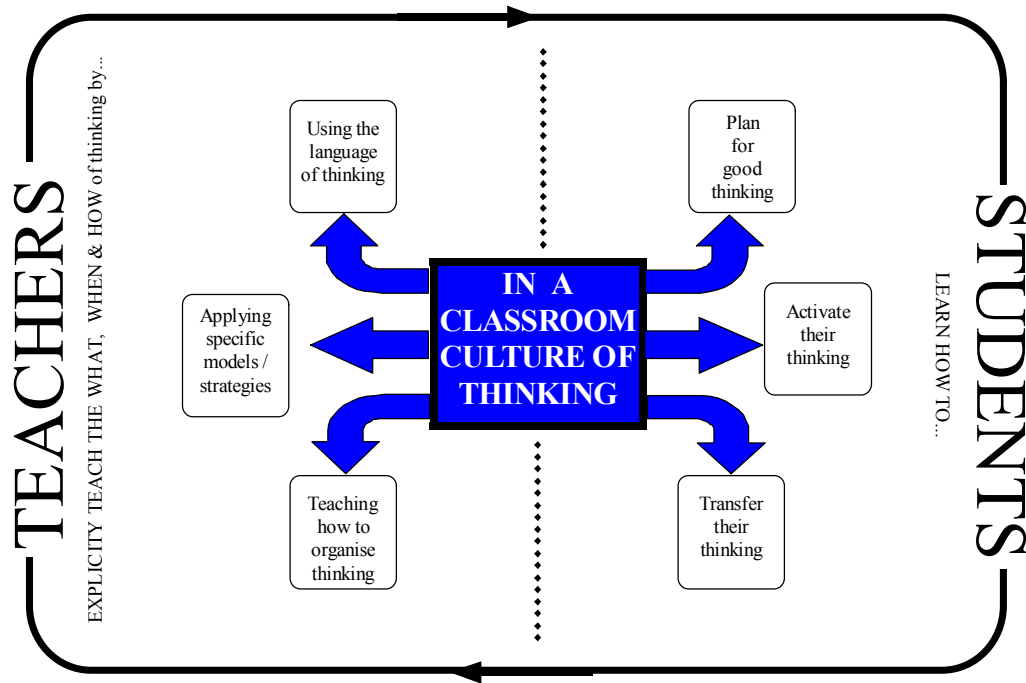 TEACHERS
EXPLICITY TEACH THE WHAT, WHEN & HOW of thinking by...
Using the
language
of thinking
Applying
specific
models /
strategies
Teaching
how to
organise
thinking
IN A
CLASSROOM
CULTURE OF
THINKING
Plan
for
good
thinking
Activate
their
thinking
Transfer
their
thinking
LEARN HOW TO...
STUDENTS